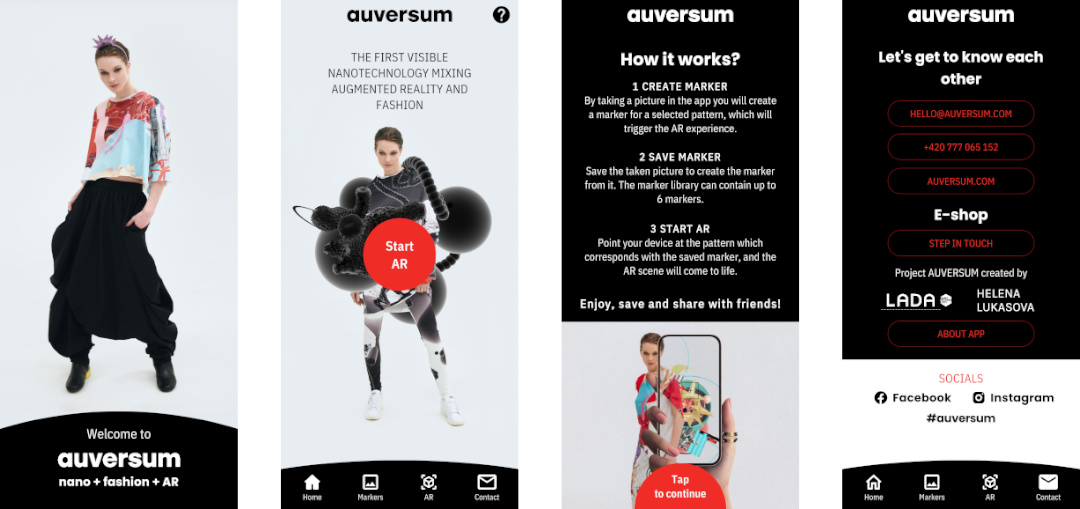 Welcome to
auversum
nano + fashion + AR
auversum
?
THE FIRST VISIBLE
NANOTECHNOLOGY MIXING
AUGMENTED REALITY AND
FASHION
Start
AR
Home
Markers
AR
Contact
auversum
How it works?
1 CREATE MARKER
By taking a picture in the app you will create
a marker for a selected pattern, which will
trigger the AR experience.
2 SAVE MARKER
Save the taken picture to create the marker
from it. The marker library can contain up to
6 markers.
3 START AR
Point your device at the pattern which
corresponds with the saved marker, and the
AR scene will come to life.
Enjoy, save and share with friends!
Tap
to continue
auversum
Let's get to know each
other
HELLO@AUVERSUM.COM
+420 777 065 152
AUVERSUM.COM
E-shop
STEP IN TOUCH
Project AUVERSUM created by
LADA
HELENA
LUKASOVA
ABOUT APP
SOCIALS
Facebook Instagram
#auversum
Home
Markers
AR
Contact